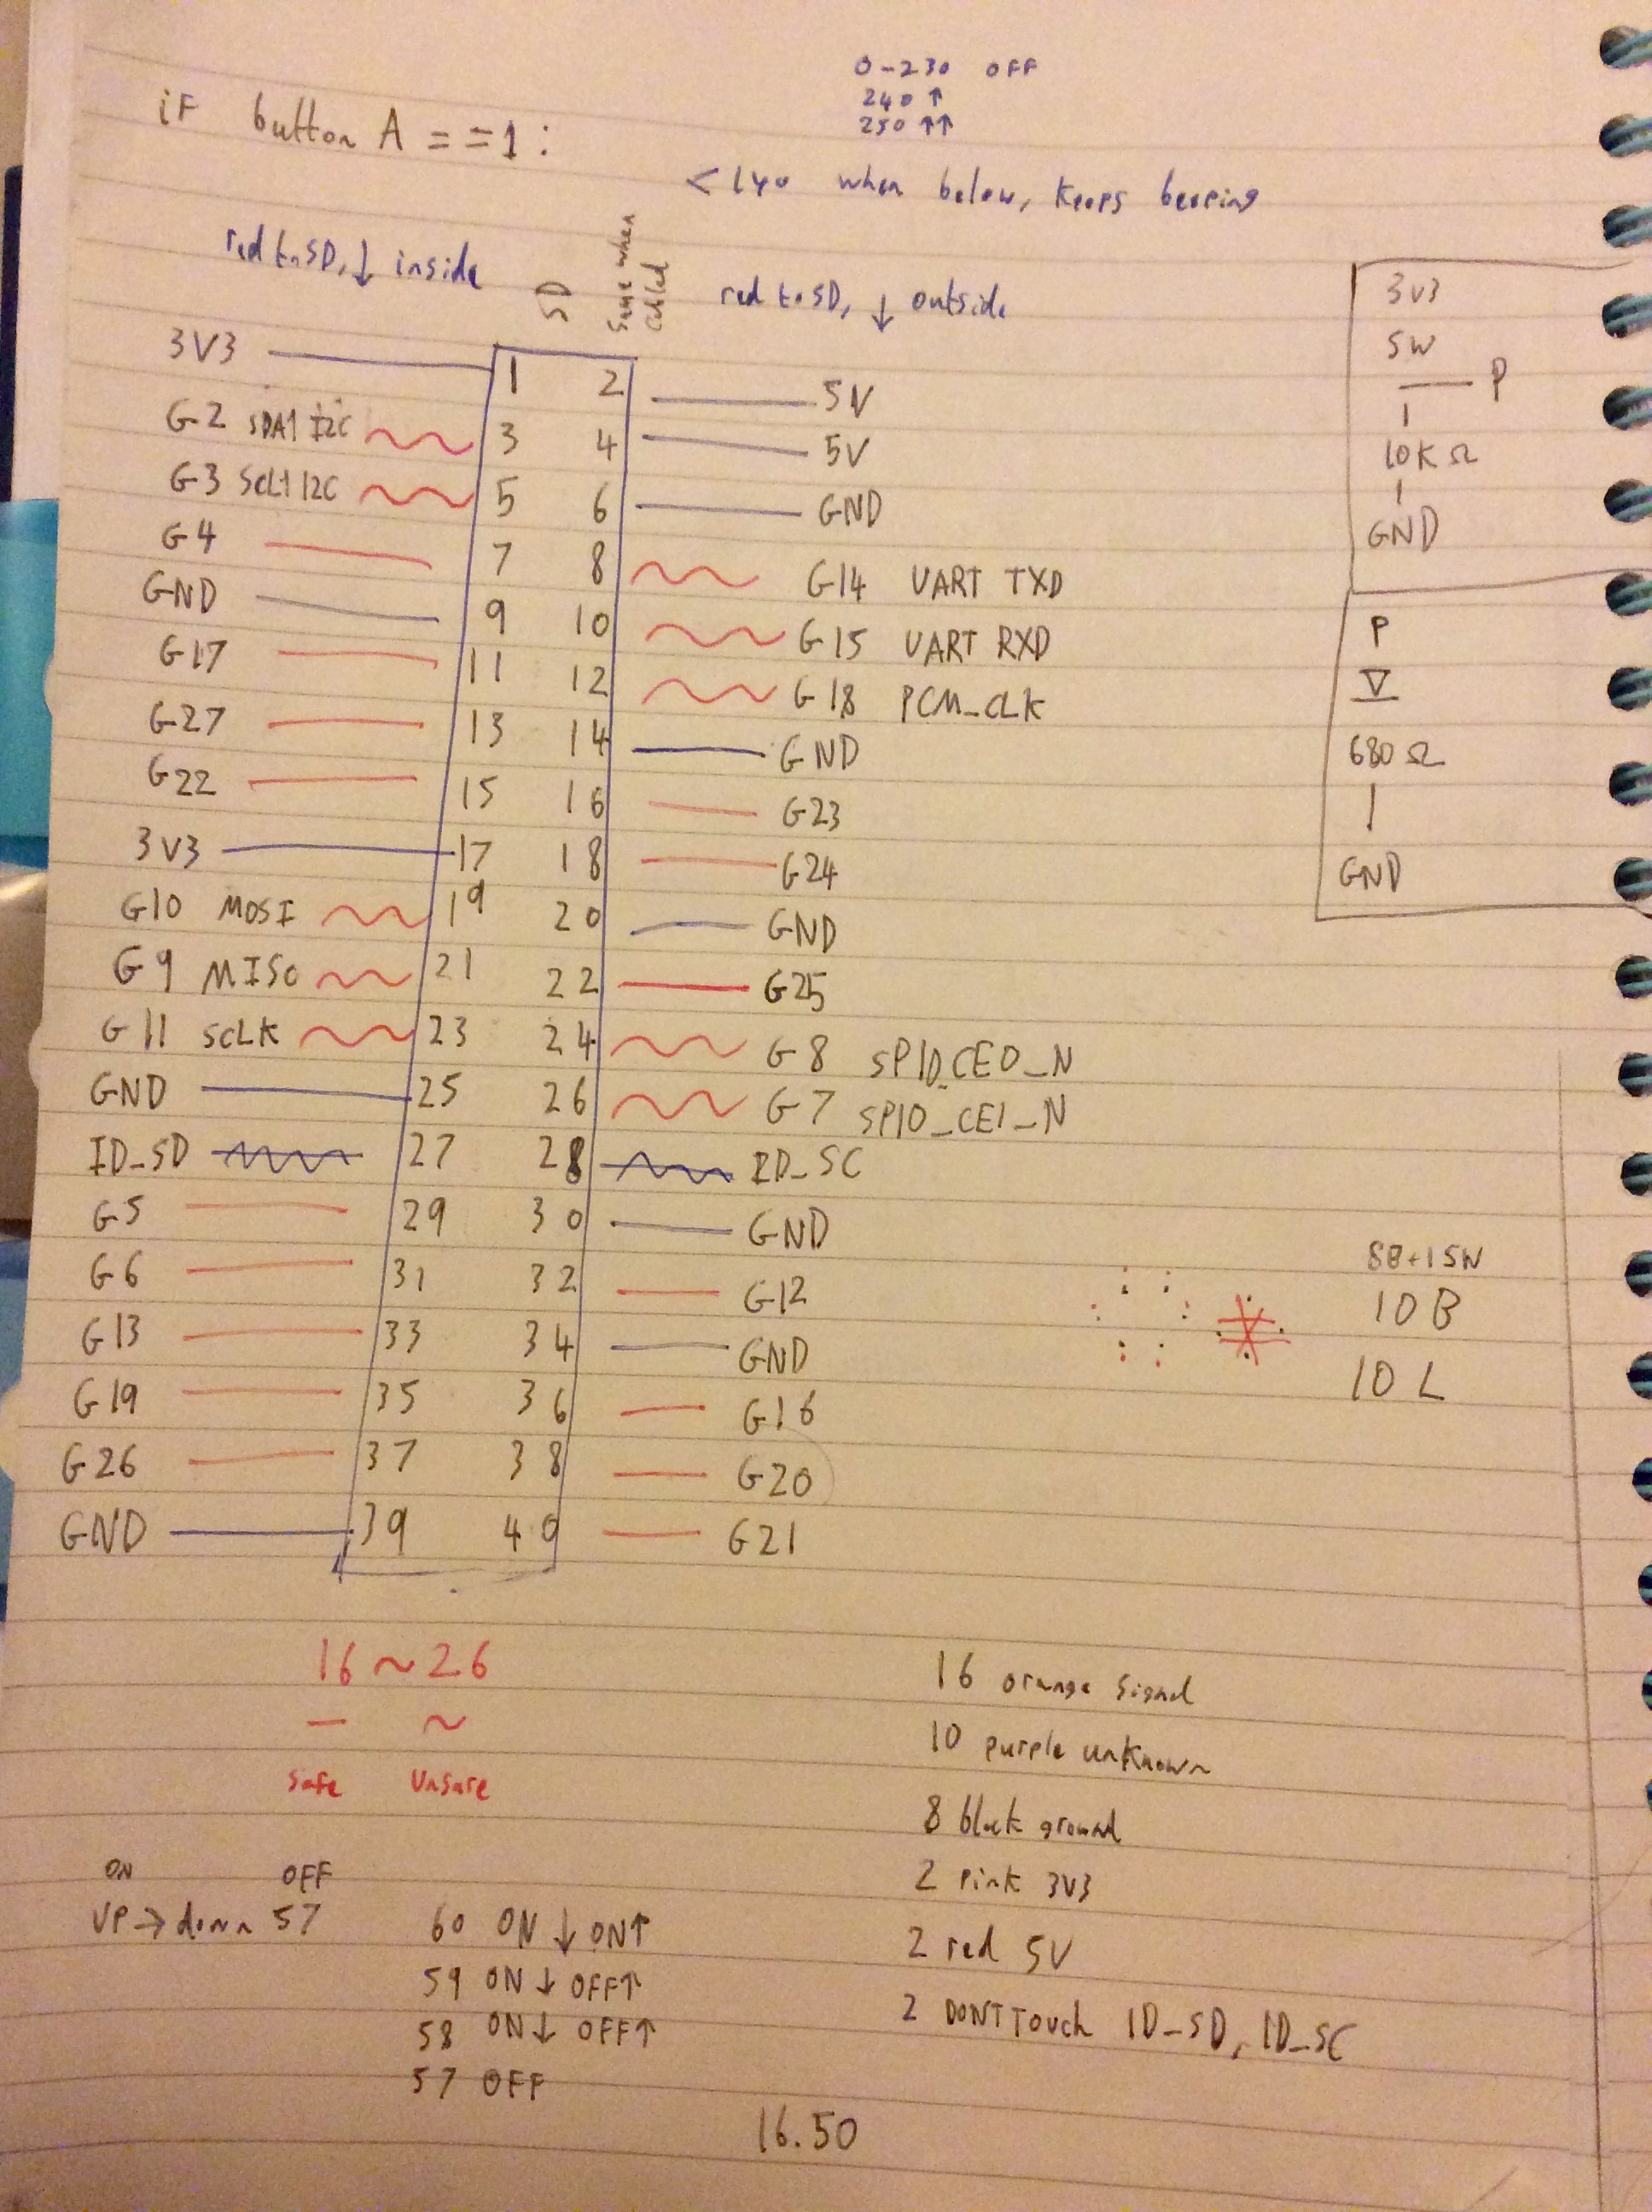 0-230 OFF
240 ↑
250 ↑↑
if button A ==1:
<140 when below, keeps beeping
red to SD, ↓ inside
SD
Same when cabled
red to SD, ↓ outside
3V3 1 2 5V
G2 SDA1 I2C 3 4 5V
G3 SCL1 I2C 5 6 GND
G4 7 8 G14 UART TXD
GND 9 10 G15 UART RXD
G17 11 12 G18 PCM_CLK
G27 13 14 GND
G22 15 16 G23
3V3 17 18 G24
G10 MOSI 19 20 GND
G9 MISO 21 22 G25
G11 SCLK 23 24 G8 SPI0_CE0_N
GND 25 26 G7 SPI0_CE1_N
ID_SD 27 28 ID_SC
G5 29 30 GND
G6 31 32 G12
G13 33 34 GND
G19 35 36 G16
G26 37 38 G20
GND 39 40 G21
3V3
SW
P
10KΩ
GND
P
V
680Ω
GND
10 B
10 L
16 ~ 26
- ~
Safe Unsure
16 orange signal
10 purple unknown
8 black ground
2 pink 3V3
2 red 5V
2 DONT TOUCH ID_SD, ID_SC
ON OFF
UP → down 57
60 ON ↓ ON↑
59 ON ↓ OFF↑
58 ON ↓ OFF↑
57 OFF
16.50